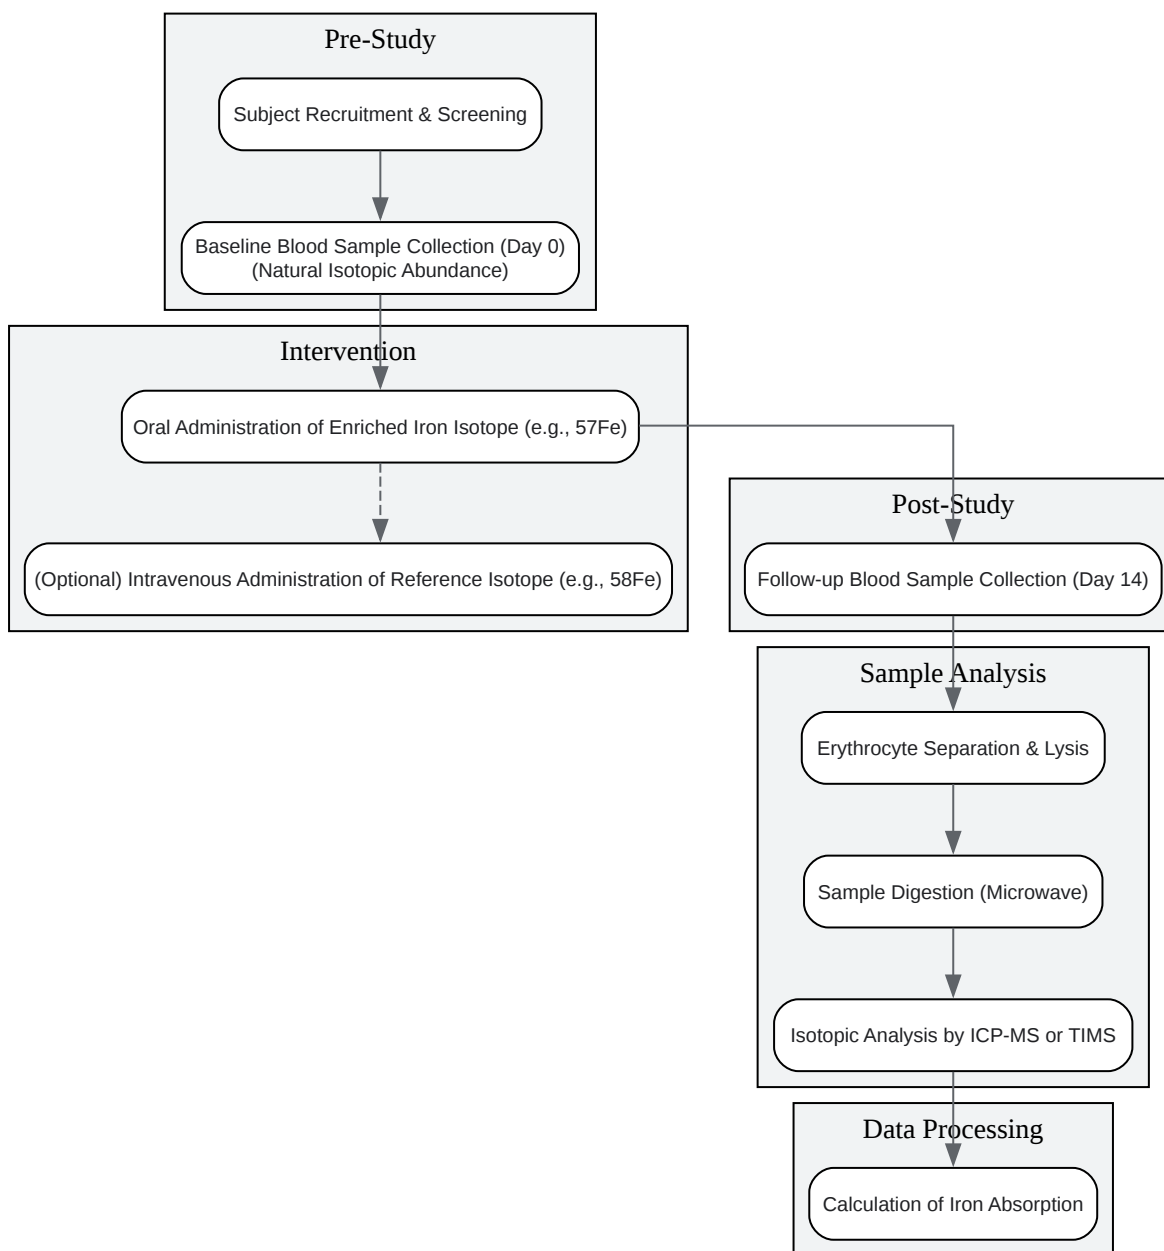 Pre-Study
Subject Recruitment & Screening
Baseline Blood Sample Collection (Day 0)
(Natural Isotopic Abundance)
Intervention
Oral Administration of Enriched Iron Isotope (e.g., 57Fe)
(Optional) Intravenous Administration of Reference Isotope (e.g., 58Fe)
Post-Study
Follow-up Blood Sample Collection (Day 14)
Sample Analysis
Erythrocyte Separation & Lysis
Sample Digestion (Microwave)
Isotopic Analysis by ICP-MS or TIMS
Data Processing
Calculation of Iron Absorption